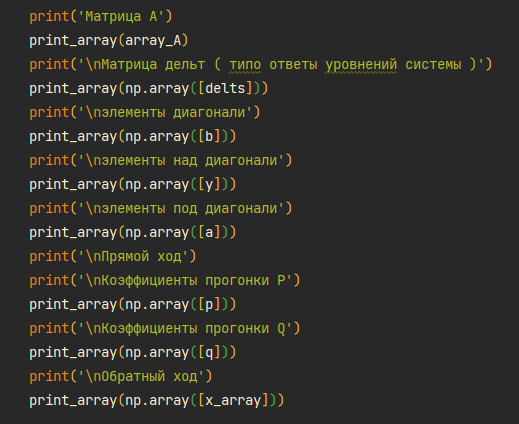 print('Матрица A')
print_array(array_A)
print('\nМатрица дельт ( типо ответы уровнений системы )')
print_array(np.array([delts]))
print('\nэлементы диагонали')
print_array(np.array([b]))
print('\nэлементы над диагонали')
print_array(np.array([y]))
print('\nэлементы под диагонали')
print_array(np.array([a]))
print('\nПрямой ход')
print('\nКоэффициенты прогонки P')
print_array(np.array([p]))
print('\nКоэффициенты прогонки Q')
print_array(np.array([q]))
print('\nОбратный ход')
print_array(np.array([x_array]))